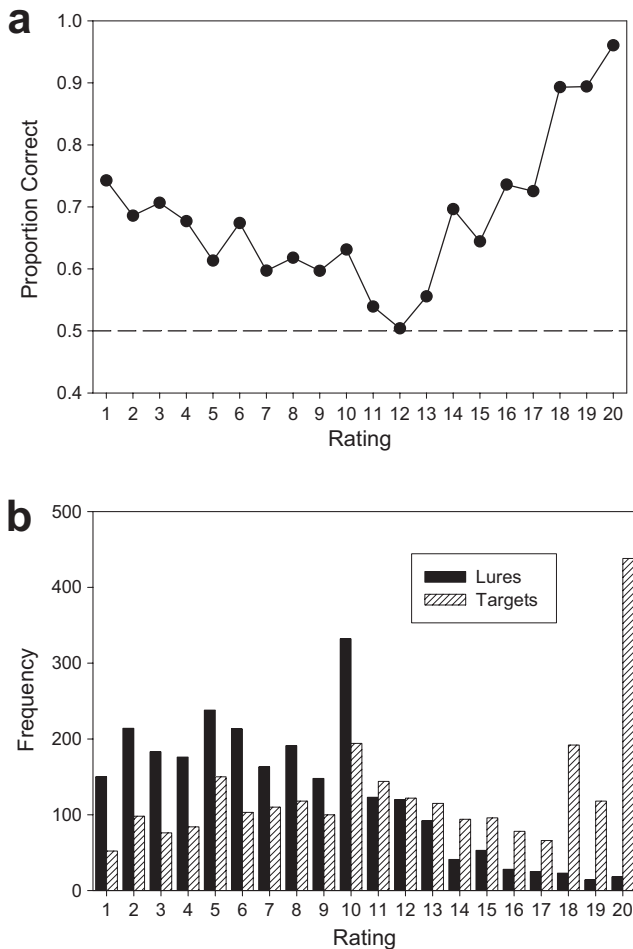 a
1.0
0.9
0.8
0.7
0.6
0.5
0.4
Proportion Correct
1 2 3 4 5 6 7 8 9 10 11 12 13 14 15 16 17 18 19 20
Rating
b
500
400
300
200
100
0
Frequency
Lures
Targets
1 2 3 4 5 6 7 8 9 10 11 12 13 14 15 16 17 18 19 20
Rating